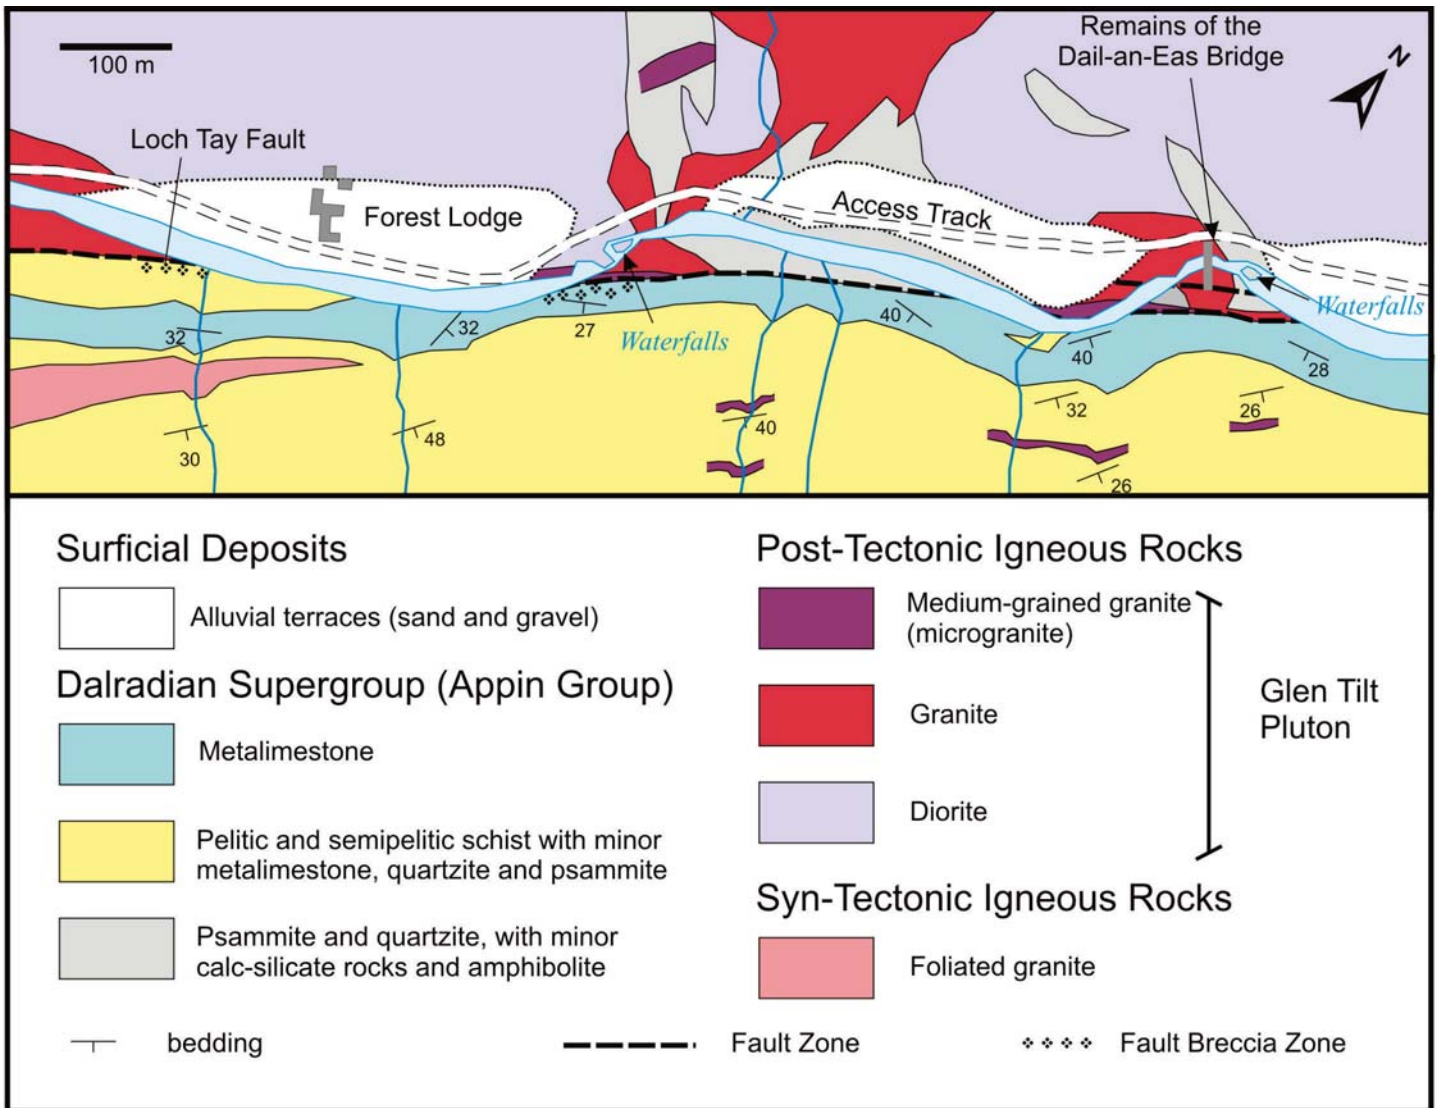 100 m
Remains of the
Dail-an-Eas Bridge
N
Loch Tay Fault
Forest Lodge
Access Track
Waterfalls
Waterfalls
32
32
27
40
40
28
30
48
40
32
26
26
Surficial Deposits
Alluvial terraces (sand and gravel)
Dalradian Supergroup (Appin Group)
Metalimestone
Pelitic and semipelitic schist with minor
metalimestone, quartzite and psammite
Psammite and quartzite, with minor
calc-silicate rocks and amphibolite
Post-Tectonic Igneous Rocks
Medium-grained granite
(microgranite)
Granite
Diorite
Glen Tilt
Pluton
Syn-Tectonic Igneous Rocks
Foliated granite
bedding
Fault Zone
Fault Breccia Zone